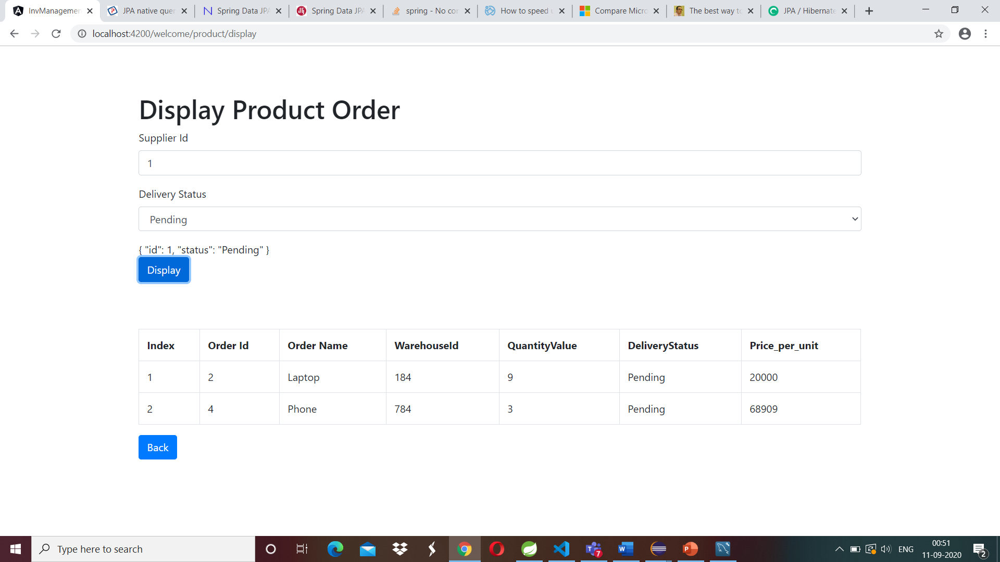 InvManagemen JPA native quer Spring Data JPA Spring Data JPA spring - No con How to speed u Compare Micro The best way to JPA / Hibernate
localhost:4200/welcome/product/display
Display Product Order
Supplier Id
1
Delivery Status
Pending
{ "id": 1, "status": "Pending" }
Display
Index Order Id Order Name WarehouseId QuantityValue DeliveryStatus Price_per_unit
1 2 Laptop 184 9 Pending 20000
2 4 Phone 784 3 Pending 68909
Back
Type here to search
7
ENG
00:51
11-09-2020
2